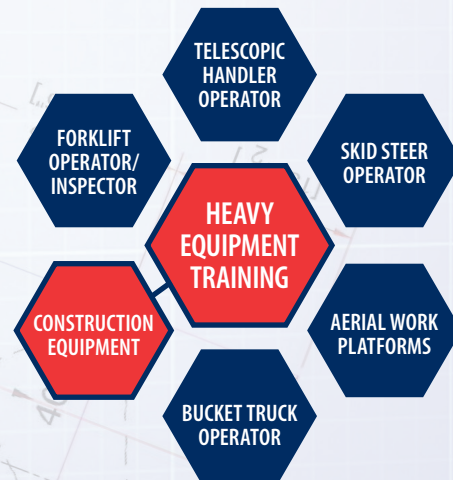 TELESCOPIC
HANDLER
OPERATOR
FORKLIFT
OPERATOR/
INSPECTOR
SKID STEER
OPERATOR
HEAVY
EQUIPMENT
TRAINING
CONSTRUCTION
EQUIPMENT
AERIAL WORK
PLATFORMS
BUCKET TRUCK
OPERATOR